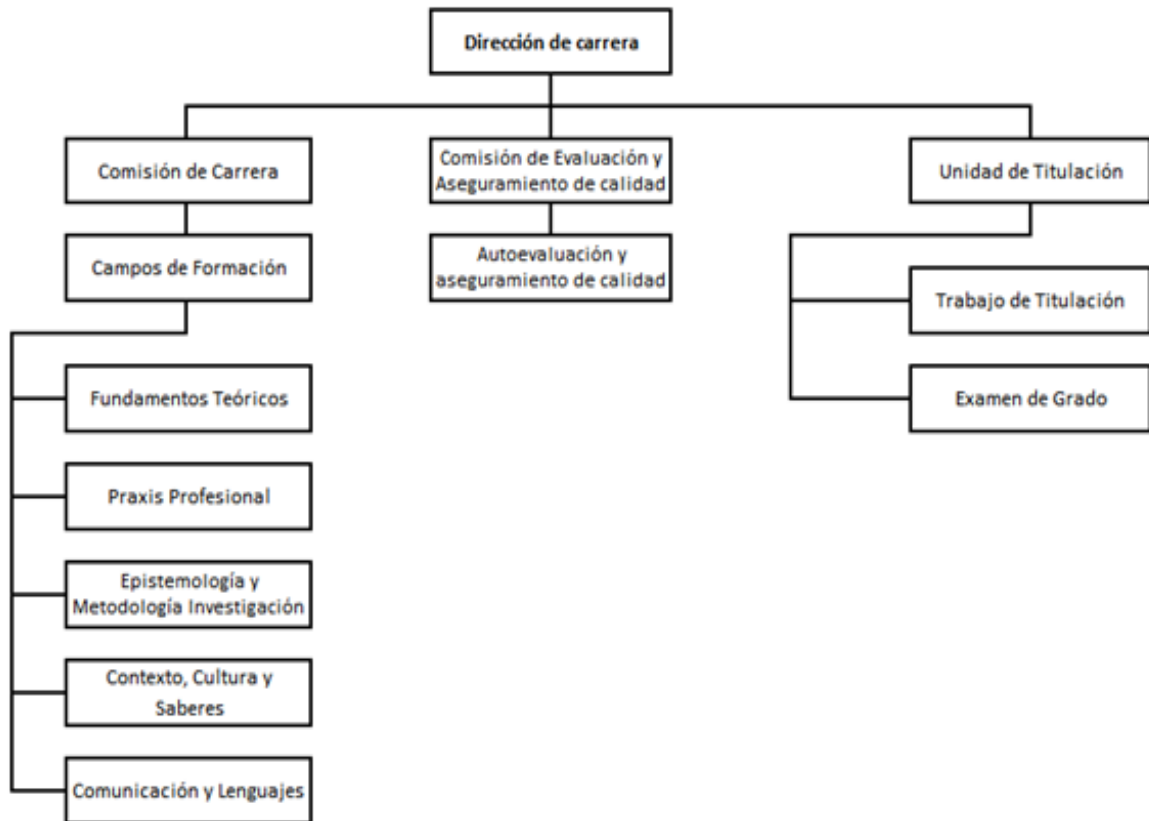 Dirección de carrera
Comisión de Carrera
Comisión de Evaluación y
Aseguramiento de calidad
Unidad de Titulación
Campos de Formación
Autoevaluación y
aseguramiento de calidad
Trabajo de Titulación
Fundamentos Teóricos
Examen de Grado
Praxis Profesional
Epistemología y
Metodología Investigación
Contexto, Cultura y
Saberes
Comunicación y Lenguajes